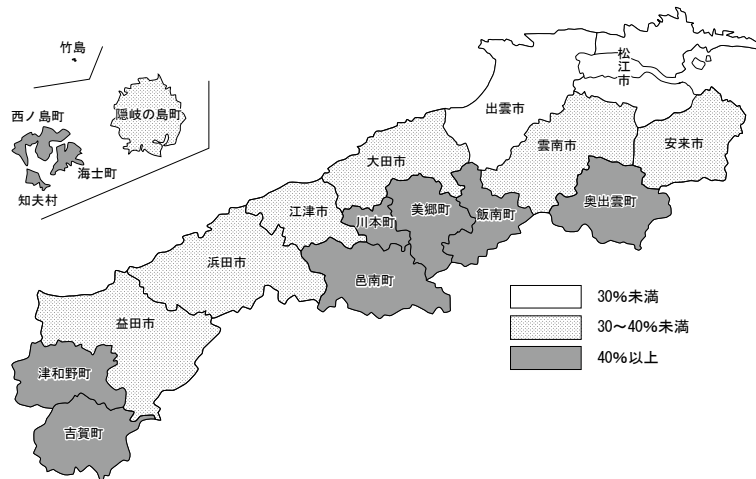 竹島
西ノ島町
隠岐の島町
海士町
知夫村
松江市
出雲市
安来市
雲南市
大田市
奥出雲町
飯南町
美郷町
川本町
江津市
邑南町
浜田市
益田市
津和野町
吉賀町
30%未満
30～40%未満
40%以上